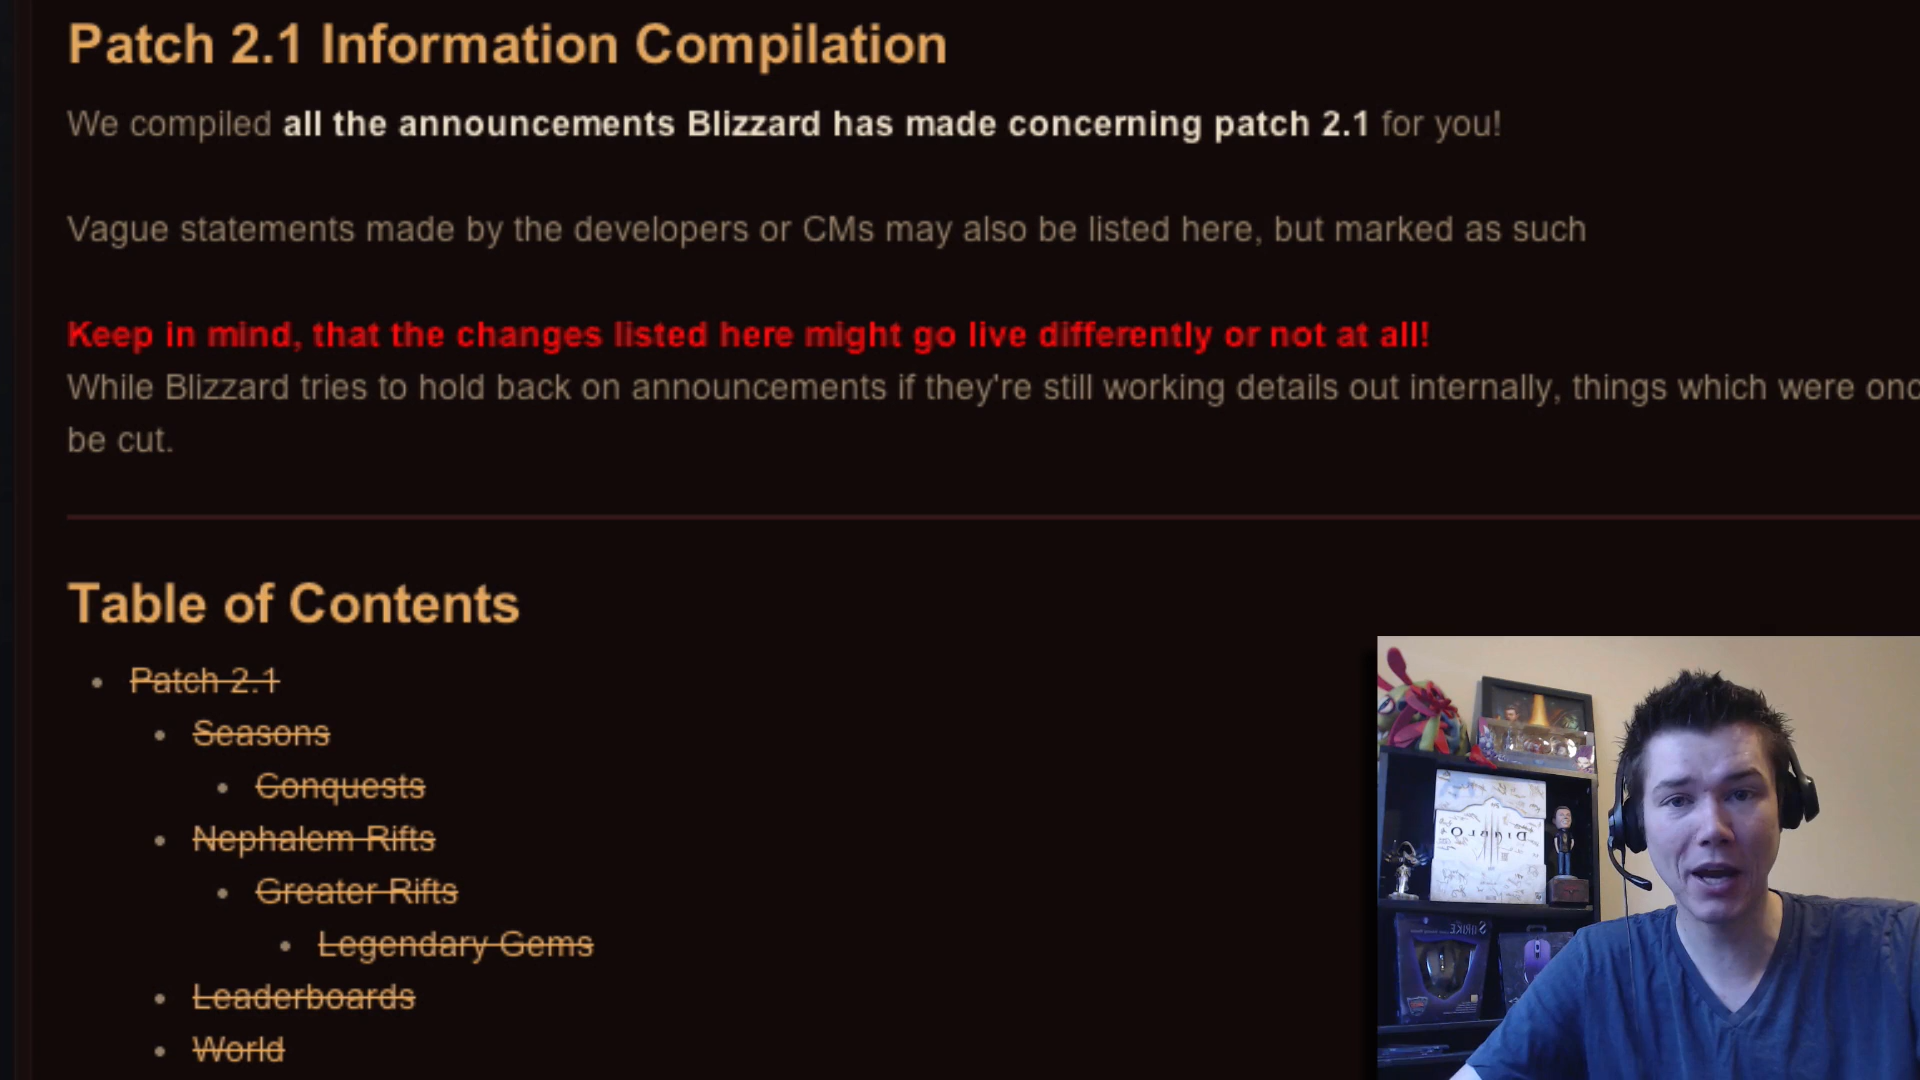 Patch 2.1 Information Compilation
We compiled all the announcements Blizzard has made concerning patch 2.1 for you!
Vague statements made by the developers or CMs may also be listed here, but marked as such
Keep in mind, that the changes listed here might go live differently or not at all!
While Blizzard tries to hold back on announcements if they're still working details out internally, things which were
be cut.
Table of Contents
Patch 2.1
Seasons
Conquests
Nephalem Rifts
Greater Rifts
Legendary Gems
Leaderboards
World
DIABLO